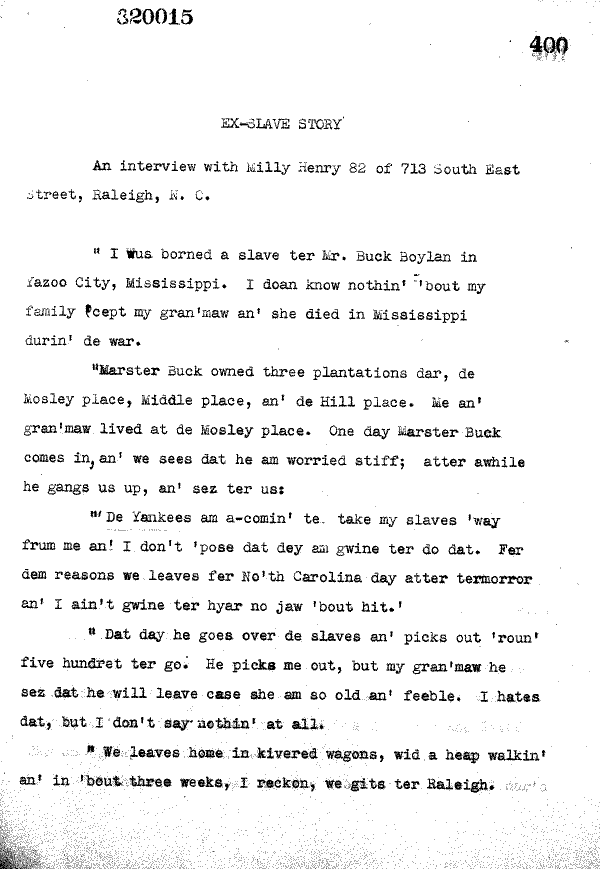 320015
400
EX-SLAVE STORY
An interview with Milly Henry 82 of 713 South East
Street, Raleigh, N. C.
" I wus borned a slave ter Mr. Buck Boylan in
Yazoo City, Mississippi. I doan know nothin' 'bout my
family 'cept my gran'maw an' she died in Mississippi
durin' de war.
"Marster Buck owned three plantations dar, de
Mosley place, Middle place, an' de Hill place. Me an'
gran'maw lived at de Mosley place. One day Marster Buck
comes in, an' we sees dat he am worried stiff; atter awhile
he gangs us up, an' sez ter us:
"'De Yankees am a-comin' te. take my slaves 'way
frum me an' I don't 'pose dat dey am gwine ter do dat. Fer
dem reasons we leaves fer No'th Carolina day atter termorror
an' I ain't gwine ter hyar no jaw 'bout hit.'
" Dat day he goes over de slaves an' picks out 'roun'
five hundret ter go. He picks me out, but my gran'maw he
sez dat he will leave case she am so old an' feeble. I hates
dat, but I don't say nothin' at all.
" We leaves home in kivered wagons, wid a heap walkin'
an' in 'bout three weeks, I reckon, we gits ter Raleigh.